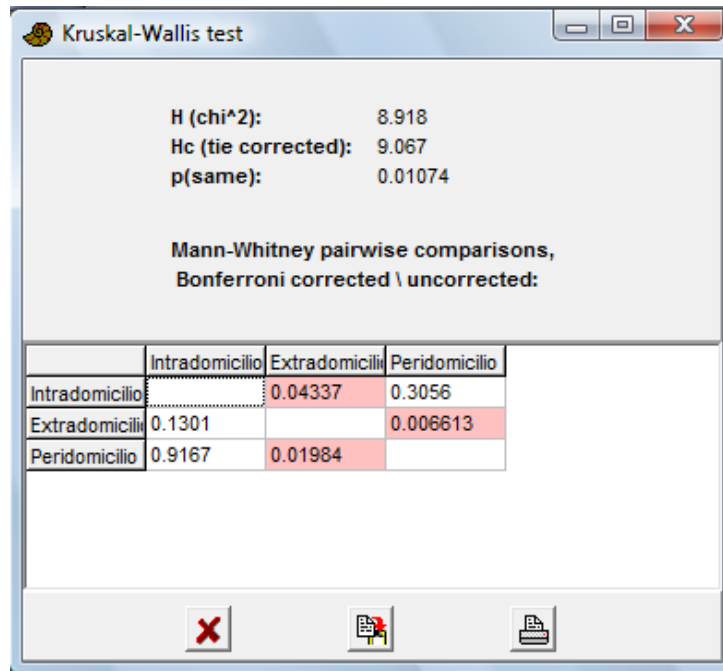 Kruskal-Wallis test
H (chi^2): 8.918
Hc (tie corrected): 9.067
p(same): 0.01074
Mann-Whitney pairwise comparisons,
Bonferroni corrected \ uncorrected:
Intradomicilio Extradomicili Peridomicilio
Intradomicilio 0.04337 0.3056
Extradomicili 0.1301 0.006613
Peridomicilio 0.9167 0.01984